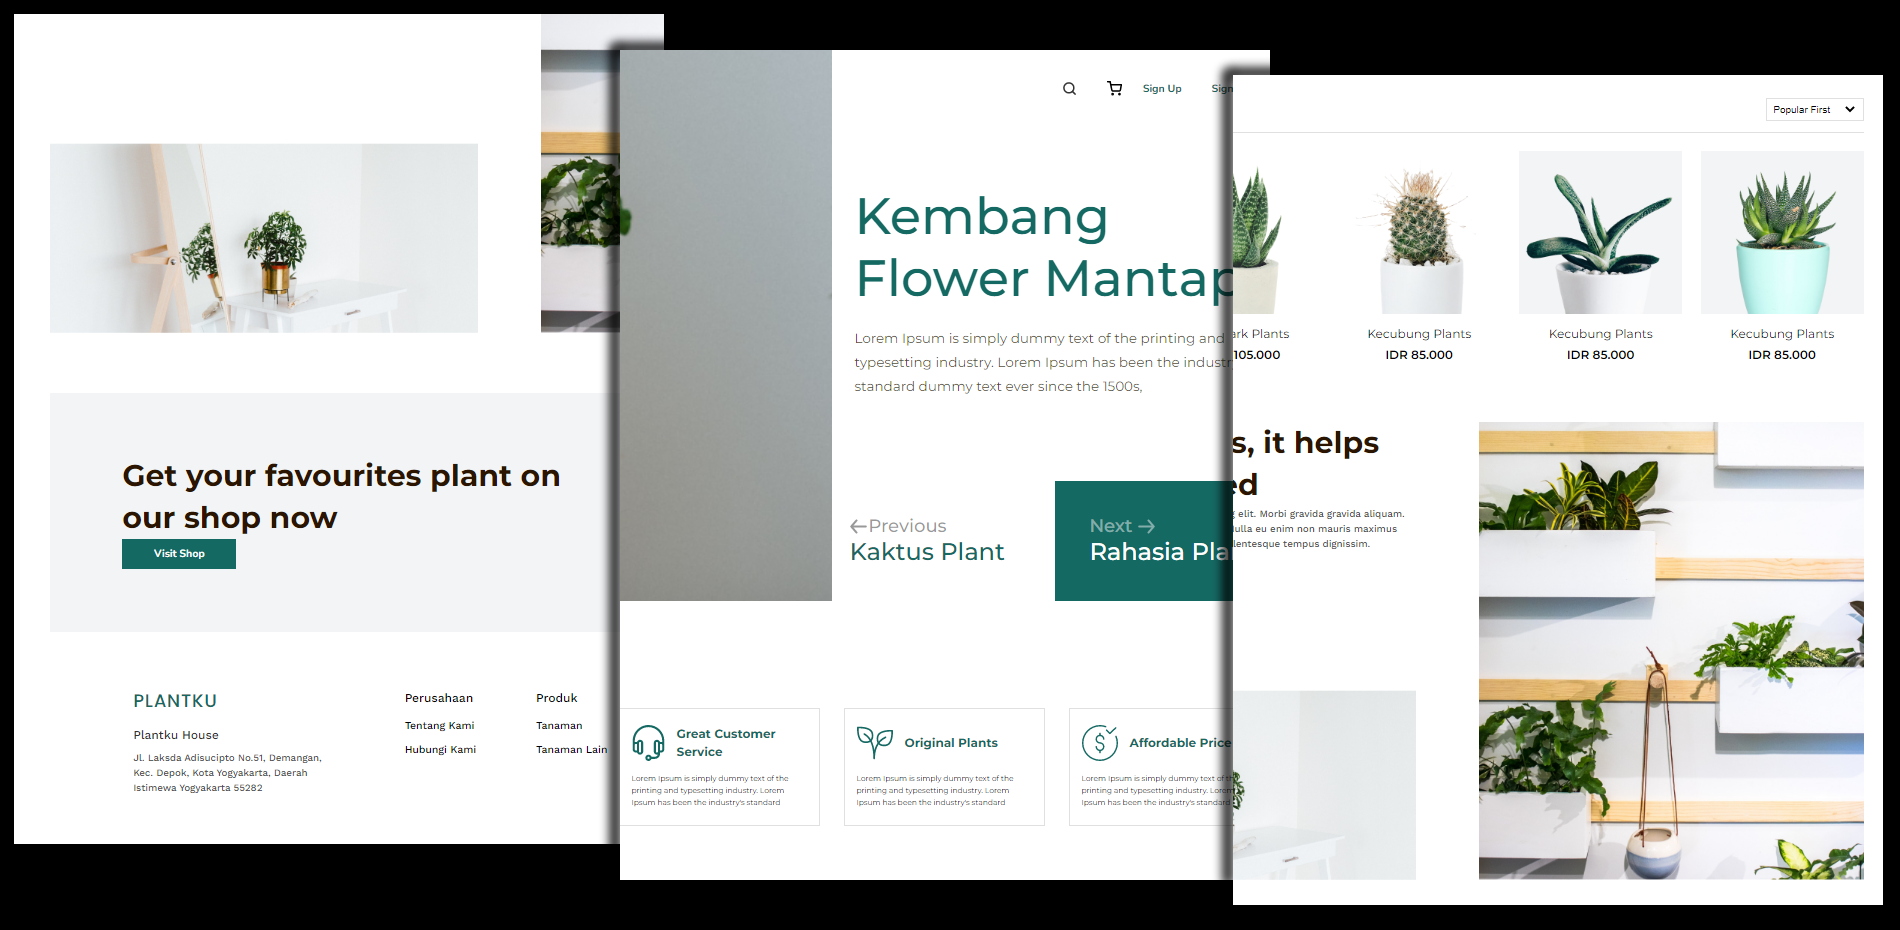 Get your favourites plant on
our shop now
Visit Shop
PLANTKU
Plantku House
Jl. Laksda Adisucipto No.51, Demangan,
Kec. Depok, Kota Yogyakarta, Daerah
Istimewa Yogyakarta 55282
Perusahaan
Tentang Kami
Hubungi Kami
Produk
Tanaman
Tanaman Lain
Sign Up
Sign
Kembang
Flower Mantap
Lorem Ipsum is simply dummy text of the printing and
typesetting industry. Lorem Ipsum has been the industr
standard dummy text ever since the 1500s,
Previous
Kaktus Plant
Next
Rahasia Pla
Great Customer
Service
Lorem Ipsum is simply dummy text of the
printing and typesetting industry. Lorem
Ipsum has been the industry's standard
Original Plants
Lorem Ipsum is simply dummy text of the
printing and typesetting industry. Lorem
Ipsum has been the industry's standard
Affordable Price
Lorem Ipsum is simply dummy text of th
printing and typesetting industry. Lorem
Ipsum has been the industry's standard
Popular First
ark Plants
105.000
Kecubung Plants
IDR 85.000
Kecubung Plants
IDR 85.000
Kecubung Plants
IDR 85.000
s, it helps
ed
g elit. Morbi gravida gravida aliquam.
Nulla eu enim non mauris maximus
lentesque tempus dignissim.